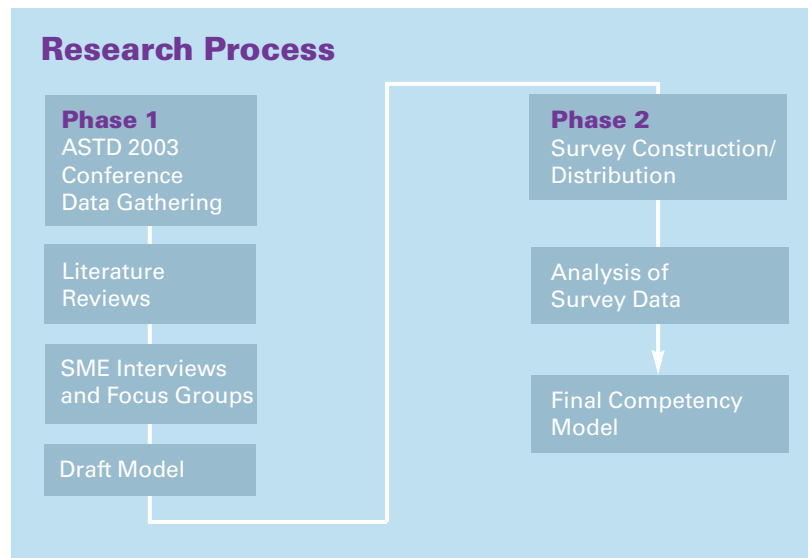 Research Process
Phase 1
ASTD 2003
Conference
Data Gathering
Literature
Reviews
SME Interviews
and Focus Groups
Draft Model
Phase 2
Survey Construction/
Distribution
Analysis of
Survey Data
Final Competency
Model